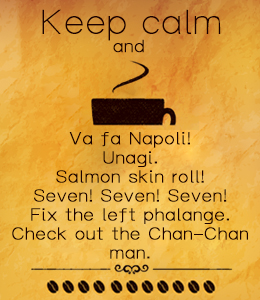 Keep calm
and
Va fa Napoli!
Unagi.
Salmon skin roll!
Seven! Seven! Seven!
Fix the left phalange.
Check out the Chan-Chan
man.